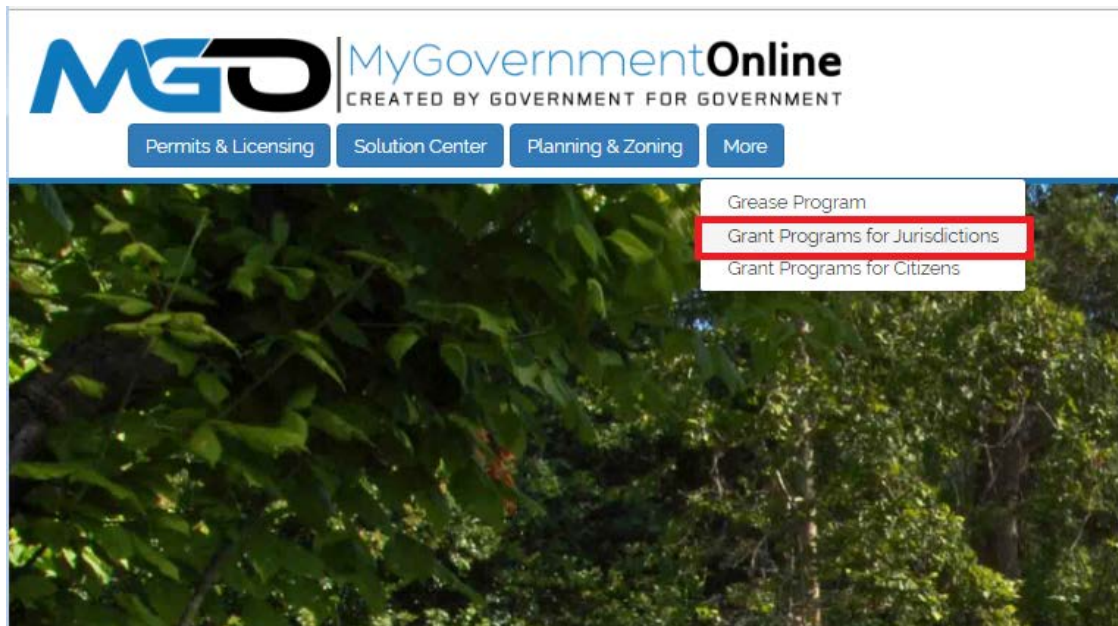 MGO
MyGovernmentOnline
CREATED BY GOVERNMENT FOR GOVERNMENT
Permits & Licensing
Solution Center
Planning & Zoning
More
Grease Program
Grant Programs for Jurisdictions
Grant Programs for Citizens